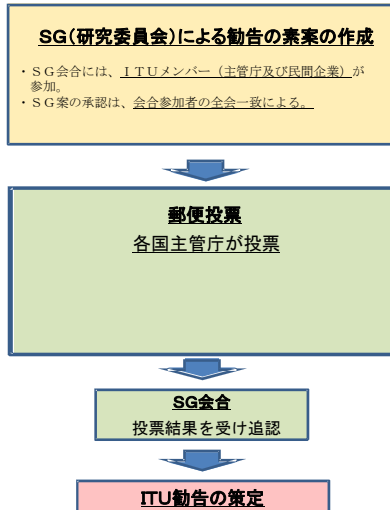 SG(研究委員会)による勧告の素案の作成
・ＳＧ会合には、ＩＴＵメンバー（主管庁及び民間企業）が
参加。
・ＳＧ案の承認は、会合参加者の全会一致による。
郵便投票
各国主管庁が投票
SG会合
投票結果を受け追認
ITU勧告の策定